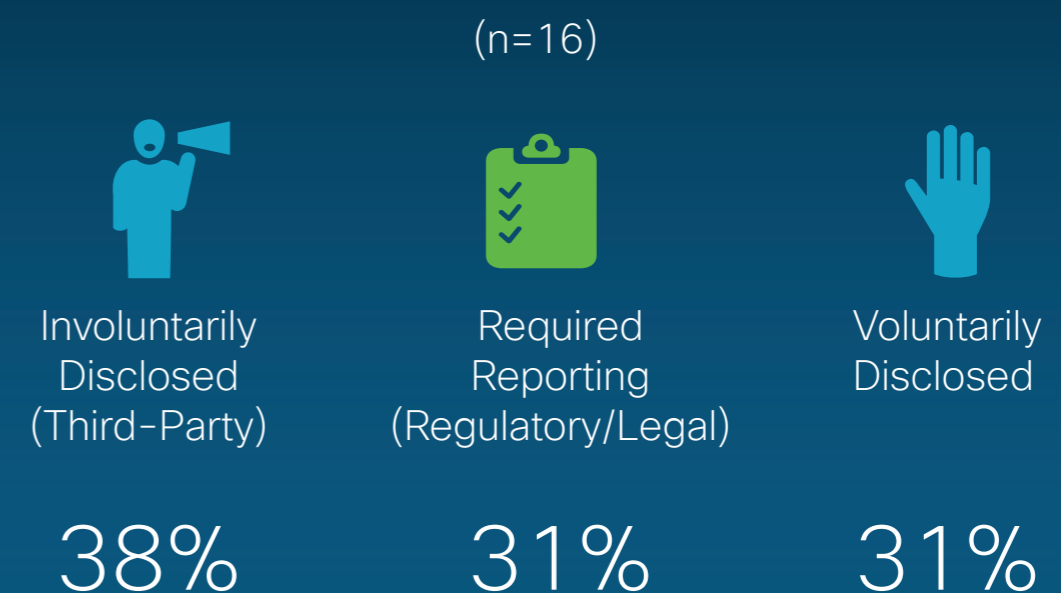 (n=16)
Involuntarily
Disclosed
(Third-Party)
38%
Required
Reporting
(Regulatory/Legal)
31%
Voluntarily
Disclosed
31%